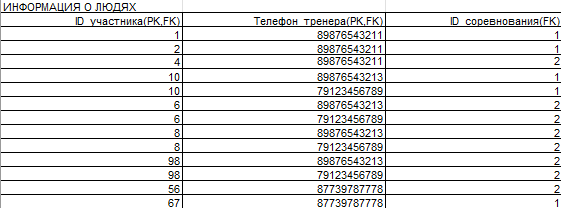 ИНФОРМАЦИЯ О ЛЮДЯХ
ID_участника(PK,FK) Телефон_тренера(PK,FK) ID_соревнования(FK)
1 89876543211 1
2 89876543211 1
4 89876543211 2
10 89876543213 1
10 79123456789 1
6 89876543213 2
6 79123456789 2
8 89876543213 2
8 79123456789 2
98 89876543213 2
98 79123456789 2
56 87739787778 2
67 87739787778 1